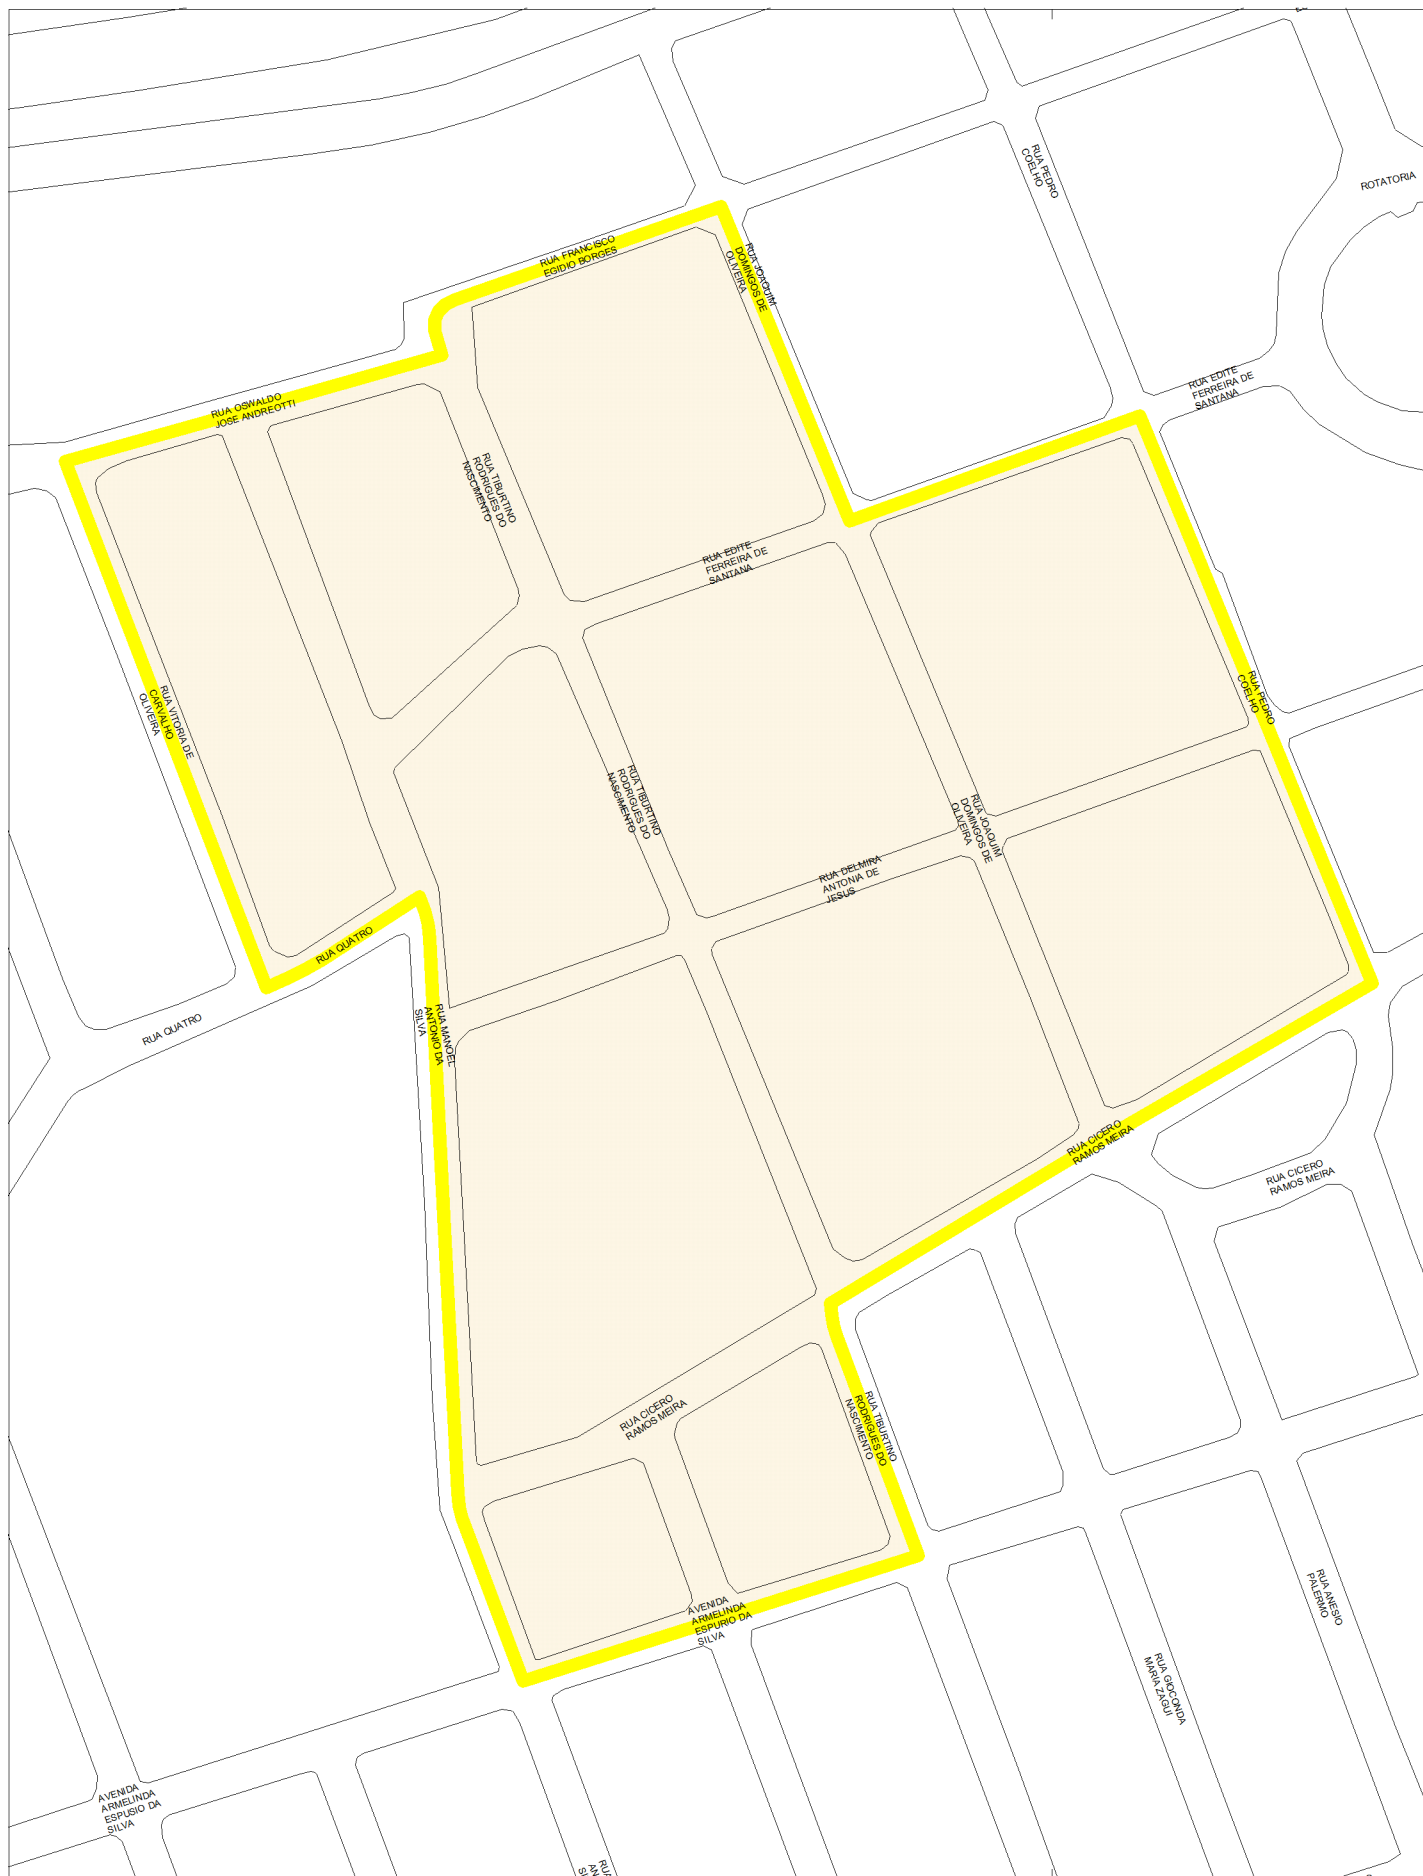 RUA PEDRO
COELHO
ROTATORIA
RUA FRANCISCO
EGIDIO BORGES
RUA JOAQUIM
DOMINGOS DE
OLIVEIRA
RUA EDITE
FERREIRA DE
SANTANA
RUA OSWALDO
JOSE ANDREOTTI
RUA TIBURTINO
RODRIGUES DO
NASCIMENTO
RUA EDITE
FERREIRA DE
SANTANA
RUA VITORIA DE
CARVALHO
OLIVEIRA
RUA PEDRO
COELHO
RUA TIBURTINO
RODRIGUES DO
NASCIMENTO
RUA JOAQUIM
DOMINGOS DE
OLIVEIRA
RUA DELMIRA
ANTONIA DE
JESUS
RUA QUATRO
RUA QUATRO
RUA MANOEL
ANTONIO DA
SILVA
RUA CICERO
RAMOS MEIRA
RUA CICERO
RAMOS MEIRA
RUA CICERO
RAMOS MEIRA
RUA TIBURTINO
RODRIGUES DO
NASCIMENTO
AVENIDA
ARMELINDA
ESPURIO DA
SILVA
RUA ANESIO
PALERMO
RUA GIOCONDA
MARIA ZAGUI
AVENIDA
ARMELINDA
ESPUSIO DA
SILVA
RUA